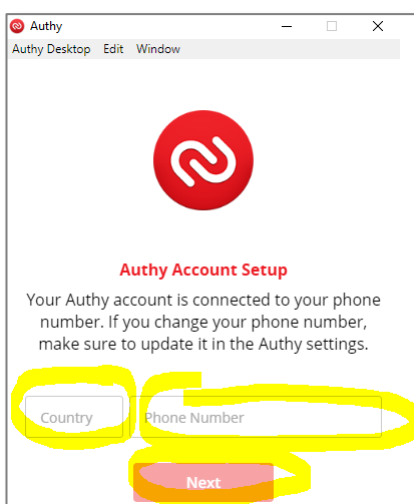 Authy
Authy Desktop Edit Window
Authy Account Setup
Your Authy account is connected to your phone
number. If you change your phone number,
make sure to update it in the Authy settings.
Country Phone Number
Next